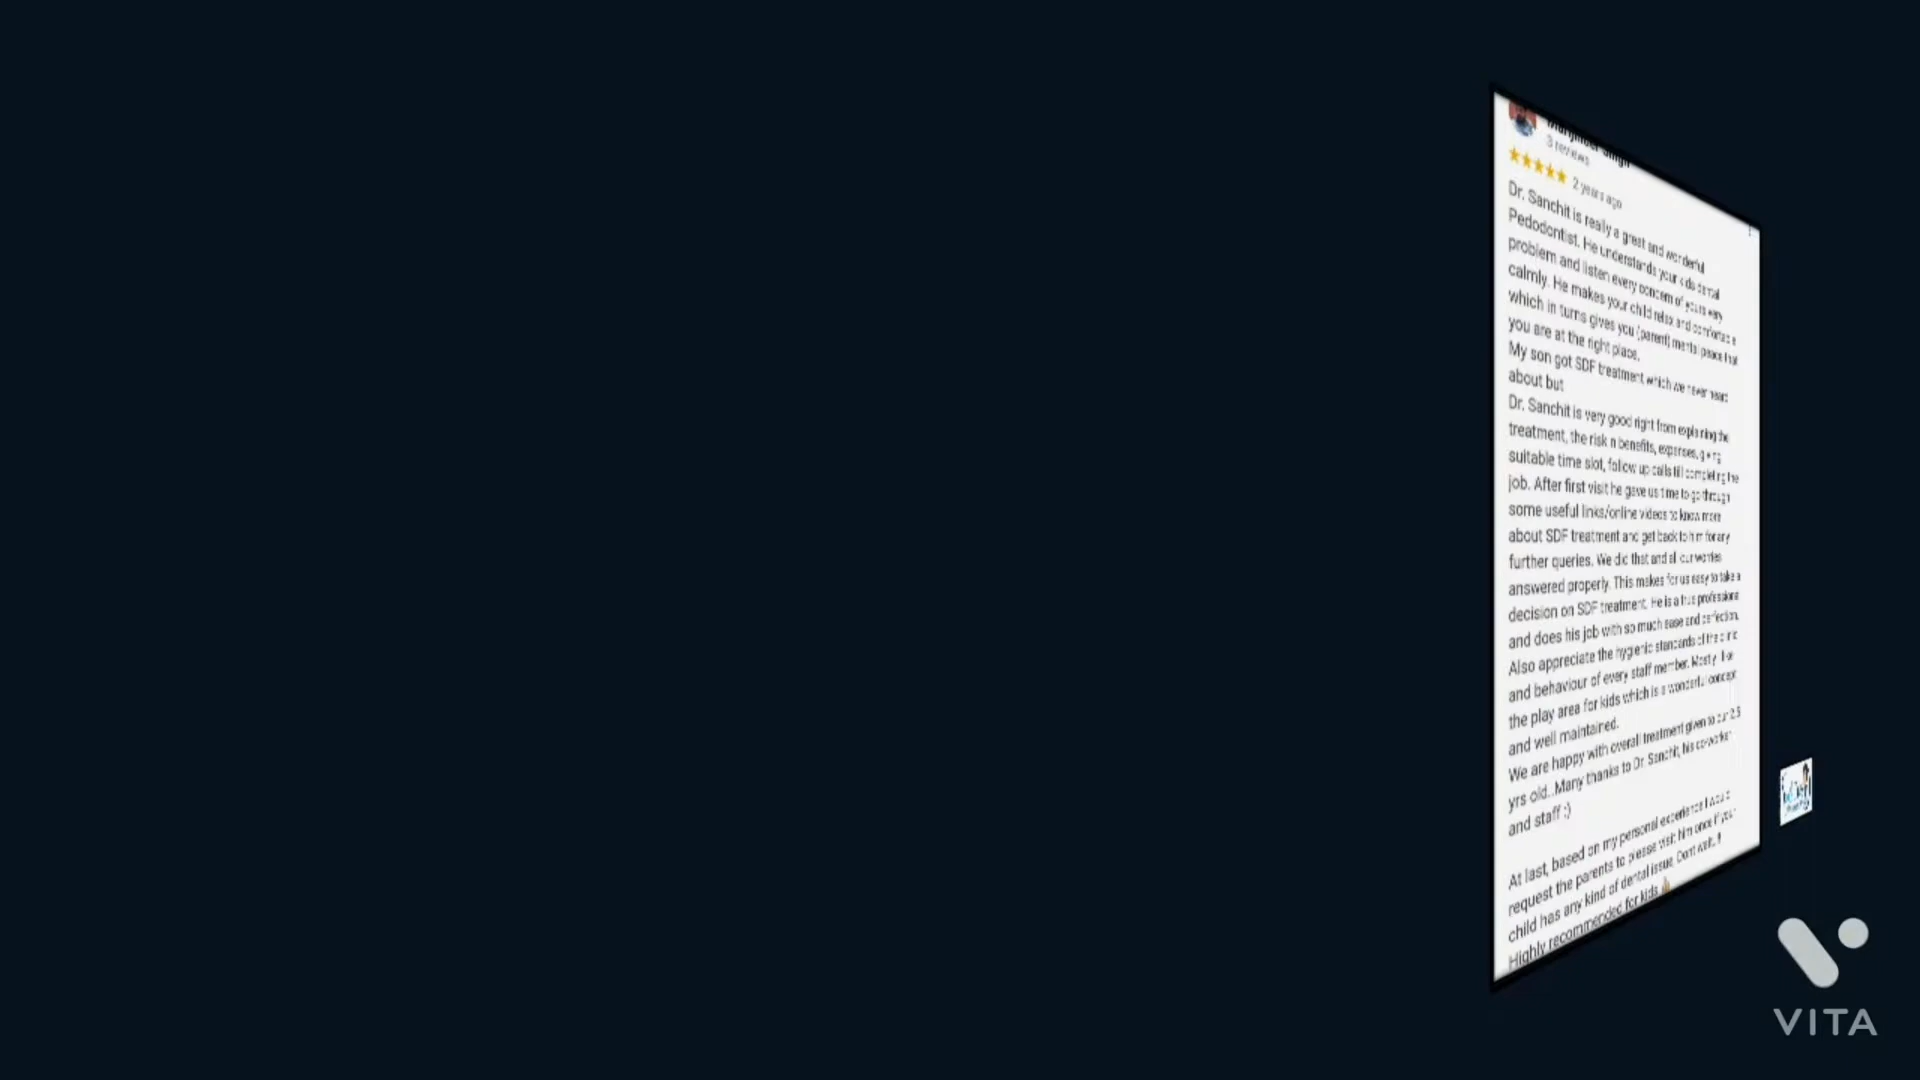 Manjinder Singh
3 reviews
2 years ago
Dr. Sanchit is really a great and wonderful
Pedodontist. He understands your kids dental
problem and listen every concern of yours very
calmly. He makes your child relax and comfortable
which in turns gives you (parent) mental peace that
you are at the right place.
My son got SDF treatment which we never heard
about but
Dr. Sanchit is very good right from explaining the
treatment, the risk n benefits, expenses, giving
suitable time slot, follow up calls till completing the
job. After first visit he gave us time to go through
some useful links/online videos to know more
about SDF treatment and get back to him for any
further queries. We did that and all our worries
answered properly. This makes for us easy to take a
decision on SDF treatment. He is a true professional
and does his job with so much ease and perfection.
Also appreciate the hygienic standards of the clinic
and behaviour of every staff member. Mostly i like
the play area for kids which is a wonderful concept
and well maintained.
We are happy with overall treatment given to our 2.5
yrs old..Many thanks to Dr. Sanchit, his co-worker
and staff :)
At last, based on my personal experience I would
request the parents to please visit him once if your
child has any kind of dental issue. Dont wait..!!
Highly recommended for kids
VITA